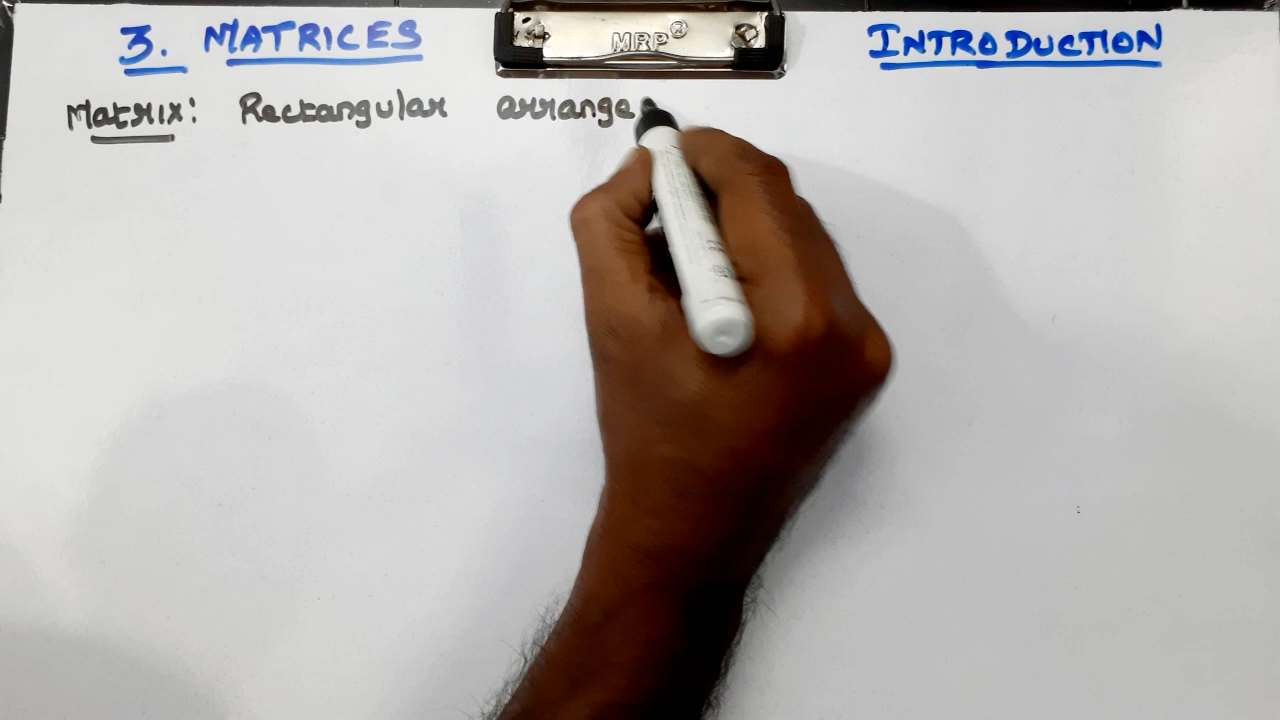 MRP®
3. MATRICES INTRODUCTION
Matrix: Rectangular arrange